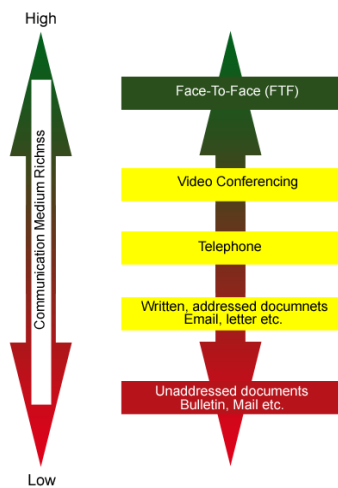 High
Communication Medium Richnss
Low
Face-To-Face (FTF)
Video Conferencing
Telephone
Written, addressed documnets
Email, letter etc.
Unaddressed documents
Bulletin, Mail etc.